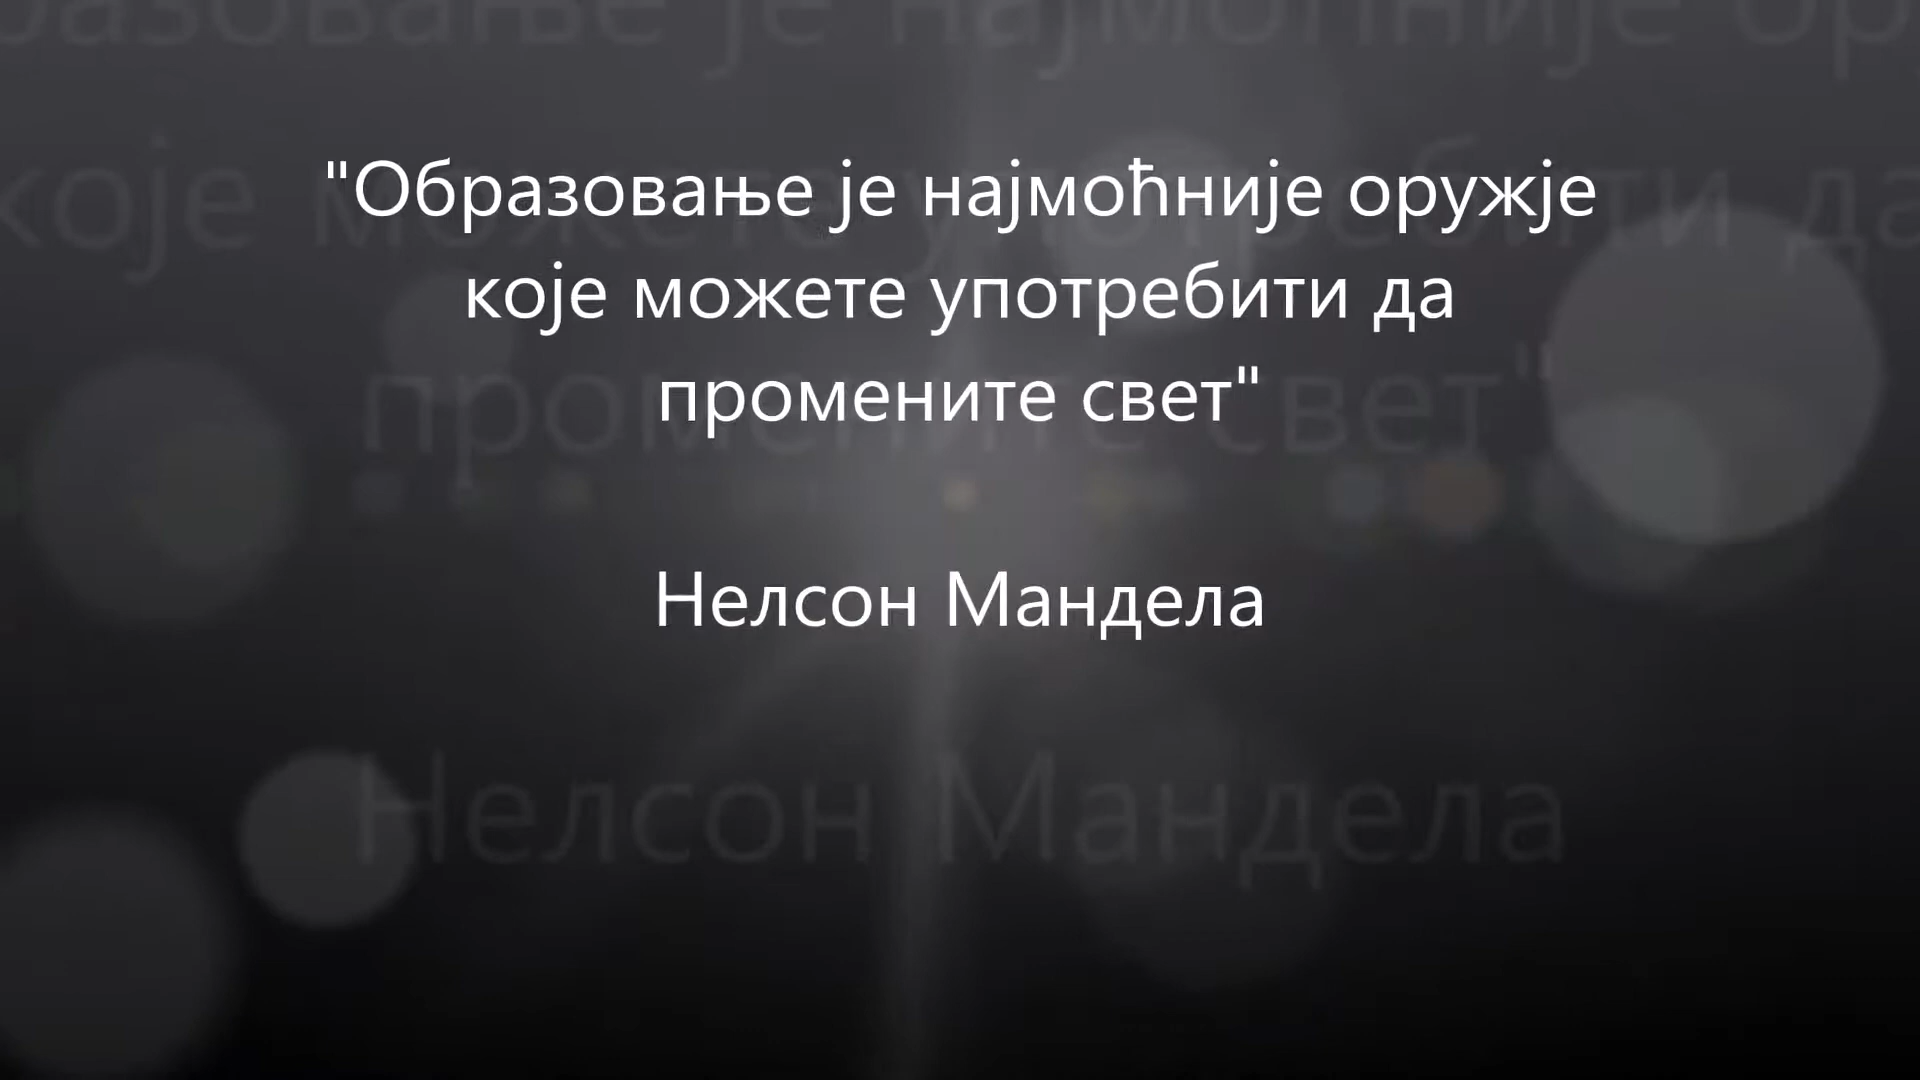 "Образовање је најмоћније оружје
које можете употребити да
промените свет"
Нелсон Мандела